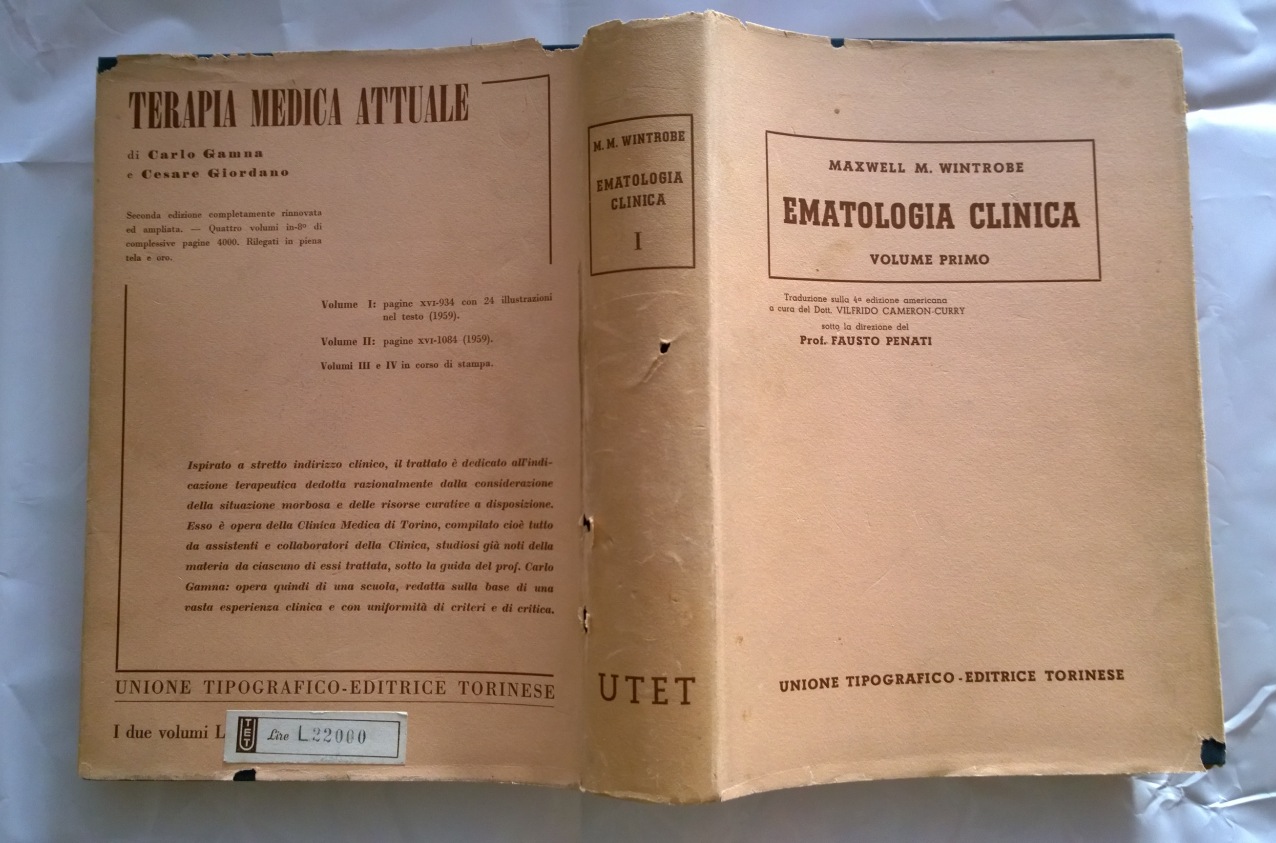 TERAPIA MEDICA ATTUALE
di Carlo Gamna
e Cesare Giordano
Seconda edizione completamente rinnovata
ed ampliata. — Quattro volumi in-8º di
complessive pagine 4000. Rilegati in piena
tela e oro.
Volume I: pagine XVI-934 con 24 illustrazioni
nel testo (1959).
Volume II: pagine XVI-1084 (1959).
Volumi III e IV in corso di stampa.
Ispirato a stretto indirizzo clinico, il trattato è dedicato all'indi-
cazione terapeutica dedotta razionalmente dalla considerazione
della situazione morbosa e delle risorse curative a disposizione.
Esso è opera della Clinica Medica di Torino, compilato cioè tutto
da assistenti e collaboratori della Clinica, studiosi già noti della
materia da ciascuno di essi trattata, sotto la guida del prof. Carlo
Gamna: opera quindi di una scuola, redatta sulla base di una
vasta esperienza clinica e con uniformità di criteri e di critica.
UNIONE TIPOGRAFICO-EDITRICE TORINESE
I due volumi L
UTET Lire L22000
M. M. WINTROBE
EMATOLOGIA
CLINICA
I
UTET
MAXWELL M. WINTROBE
EMATOLOGIA CLINICA
VOLUME PRIMO
Traduzione sulla 4ª edizione americana
a cura del Dott. VILFRIDO CAMERON-CURRY
sotto la direzione del
Prof. FAUSTO PENATI
UNIONE TIPOGRAFICO-EDITRICE TORINESE